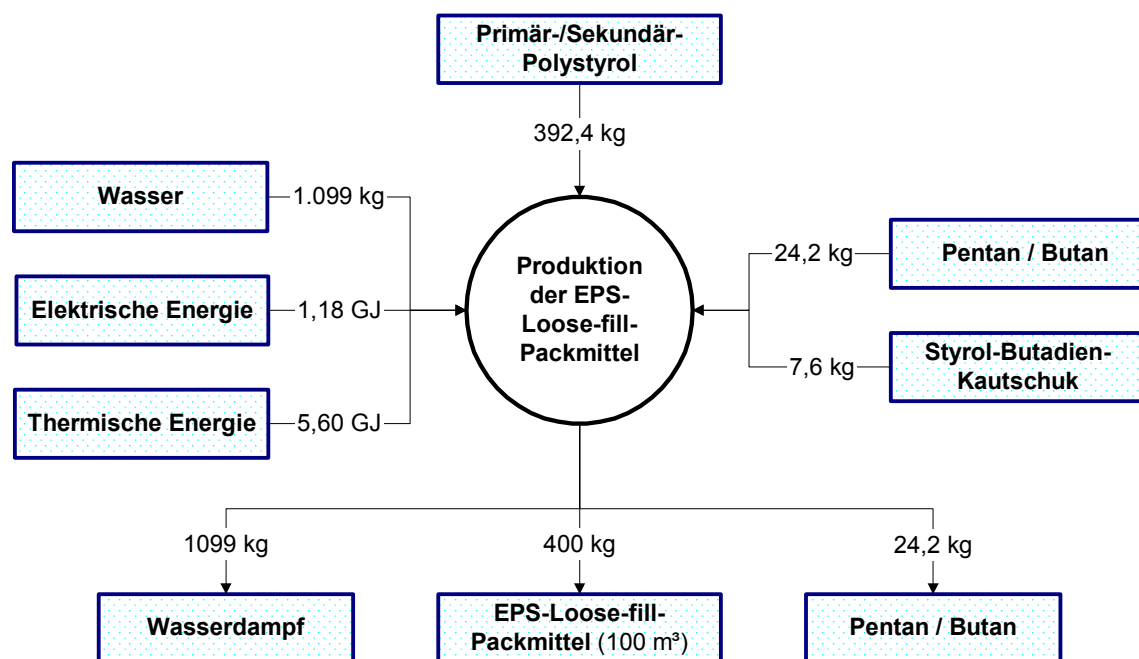 Primär-/Sekundär-
Polystyrol
392,4 kg
Wasser
1.099 kg
Elektrische Energie
1,18 GJ
Thermische Energie
5,60 GJ
Produktion
der EPS-
Loose-fill-
Packmittel
24,2 kg
Pentan / Butan
7,6 kg
Styrol-Butadien-
Kautschuk
1099 kg
400 kg
24,2 kg
Wasserdampf
EPS-Loose-fill-
Packmittel (100 m³)
Pentan / Butan